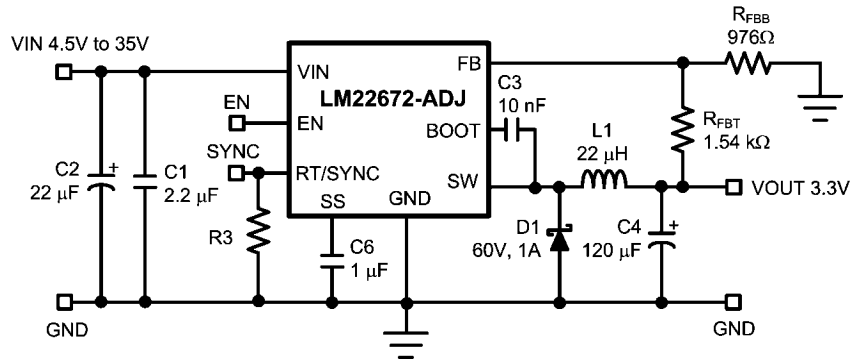 RFBB
976Ω
VIN 4.5V to 35V
VIN
FB
LM22672-ADJ
C3
10 nF
EN
EN
BOOT
L1
22 μH
RFBT
1.54 kΩ
SYNC
RT/SYNC
SW
VOUT 3.3V
C2
22 μF
+
C1
2.2 μF
SS
GND
R3
D1
60V, 1A
C4
120 μF
+
C6
1 μF
GND
GND